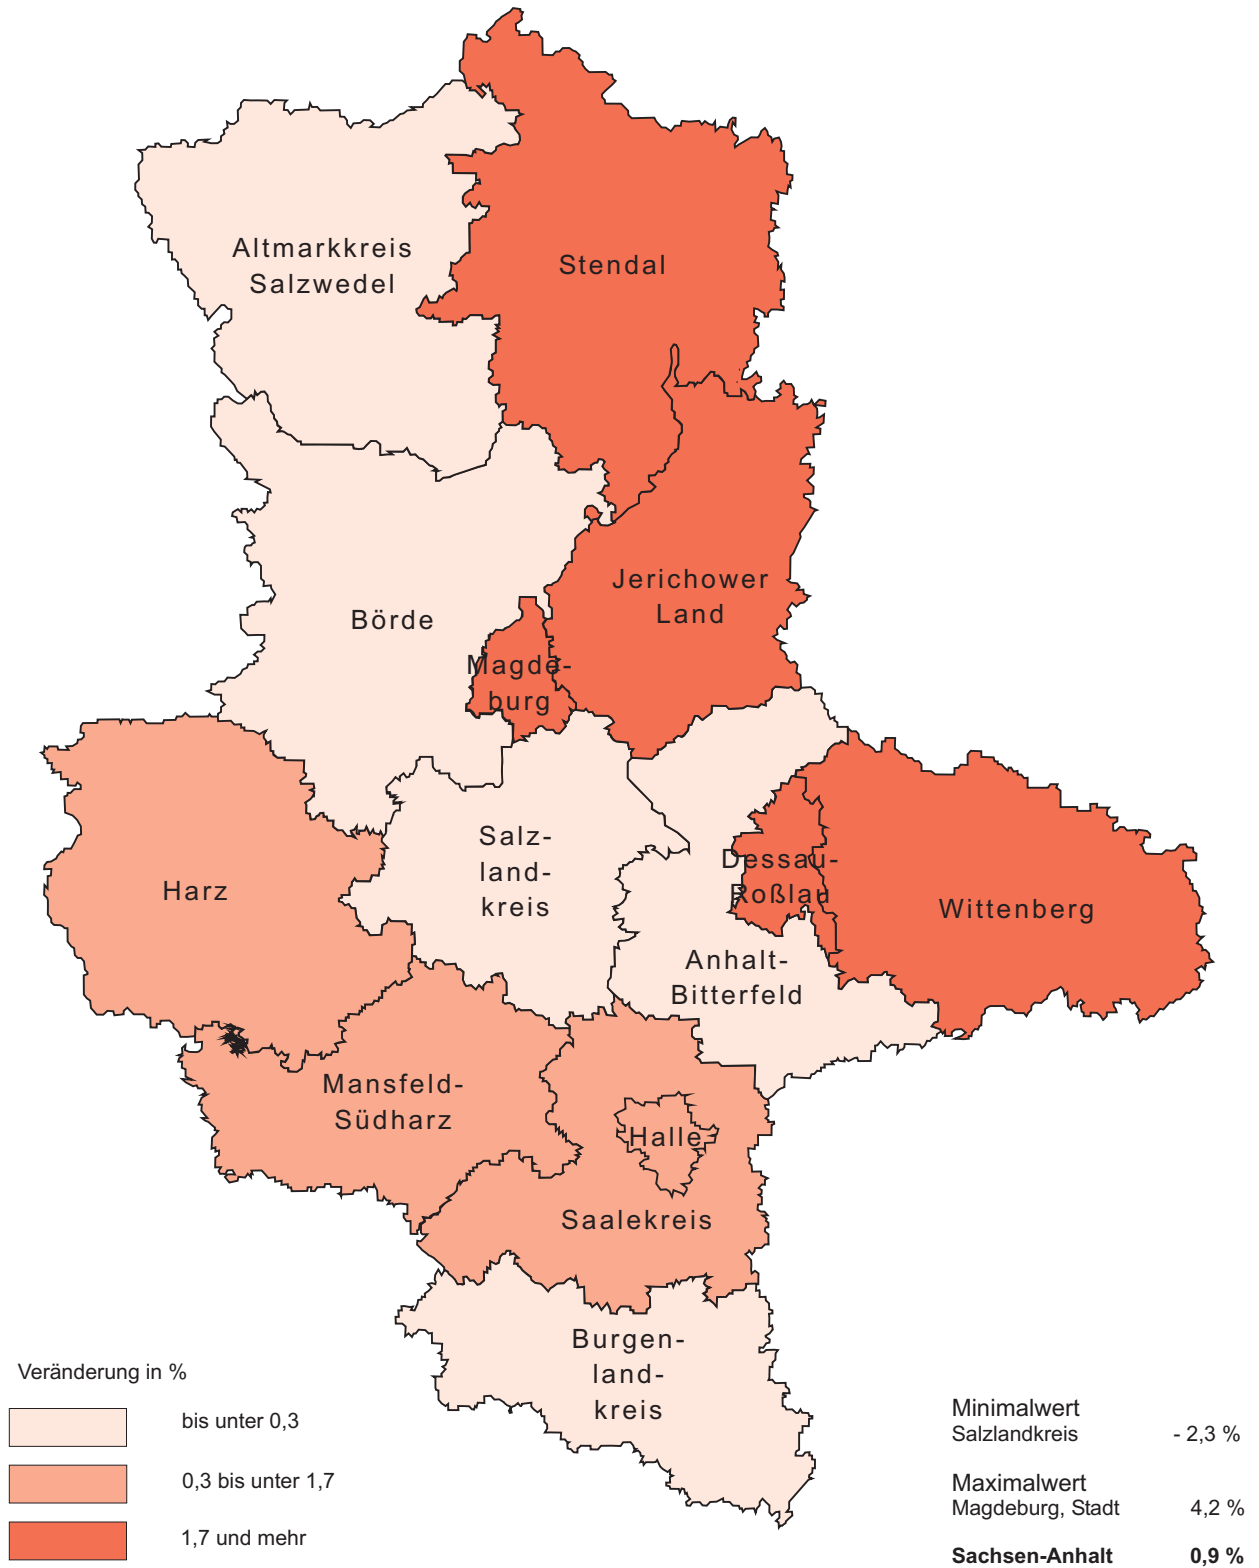 Altmarkkreis
Salzwedel
Stendal
Jerichower
Land
Börde
Magde-
burg
Salz-
land-
kreis
Harz
Dessau-
Roßlau
Wittenberg
Anhalt-
Bitterfeld
Mansfeld-
Südharz
Halle
Saalekreis
Burgen-
land-
kreis
Veränderung in %
bis unter 0,3
0,3 bis unter 1,7
1,7 und mehr
Minimalwert
Salzlandkreis - 2,3 %
Maximalwert
Magdeburg, Stadt 4,2 %
Sachsen-Anhalt 0,9 %